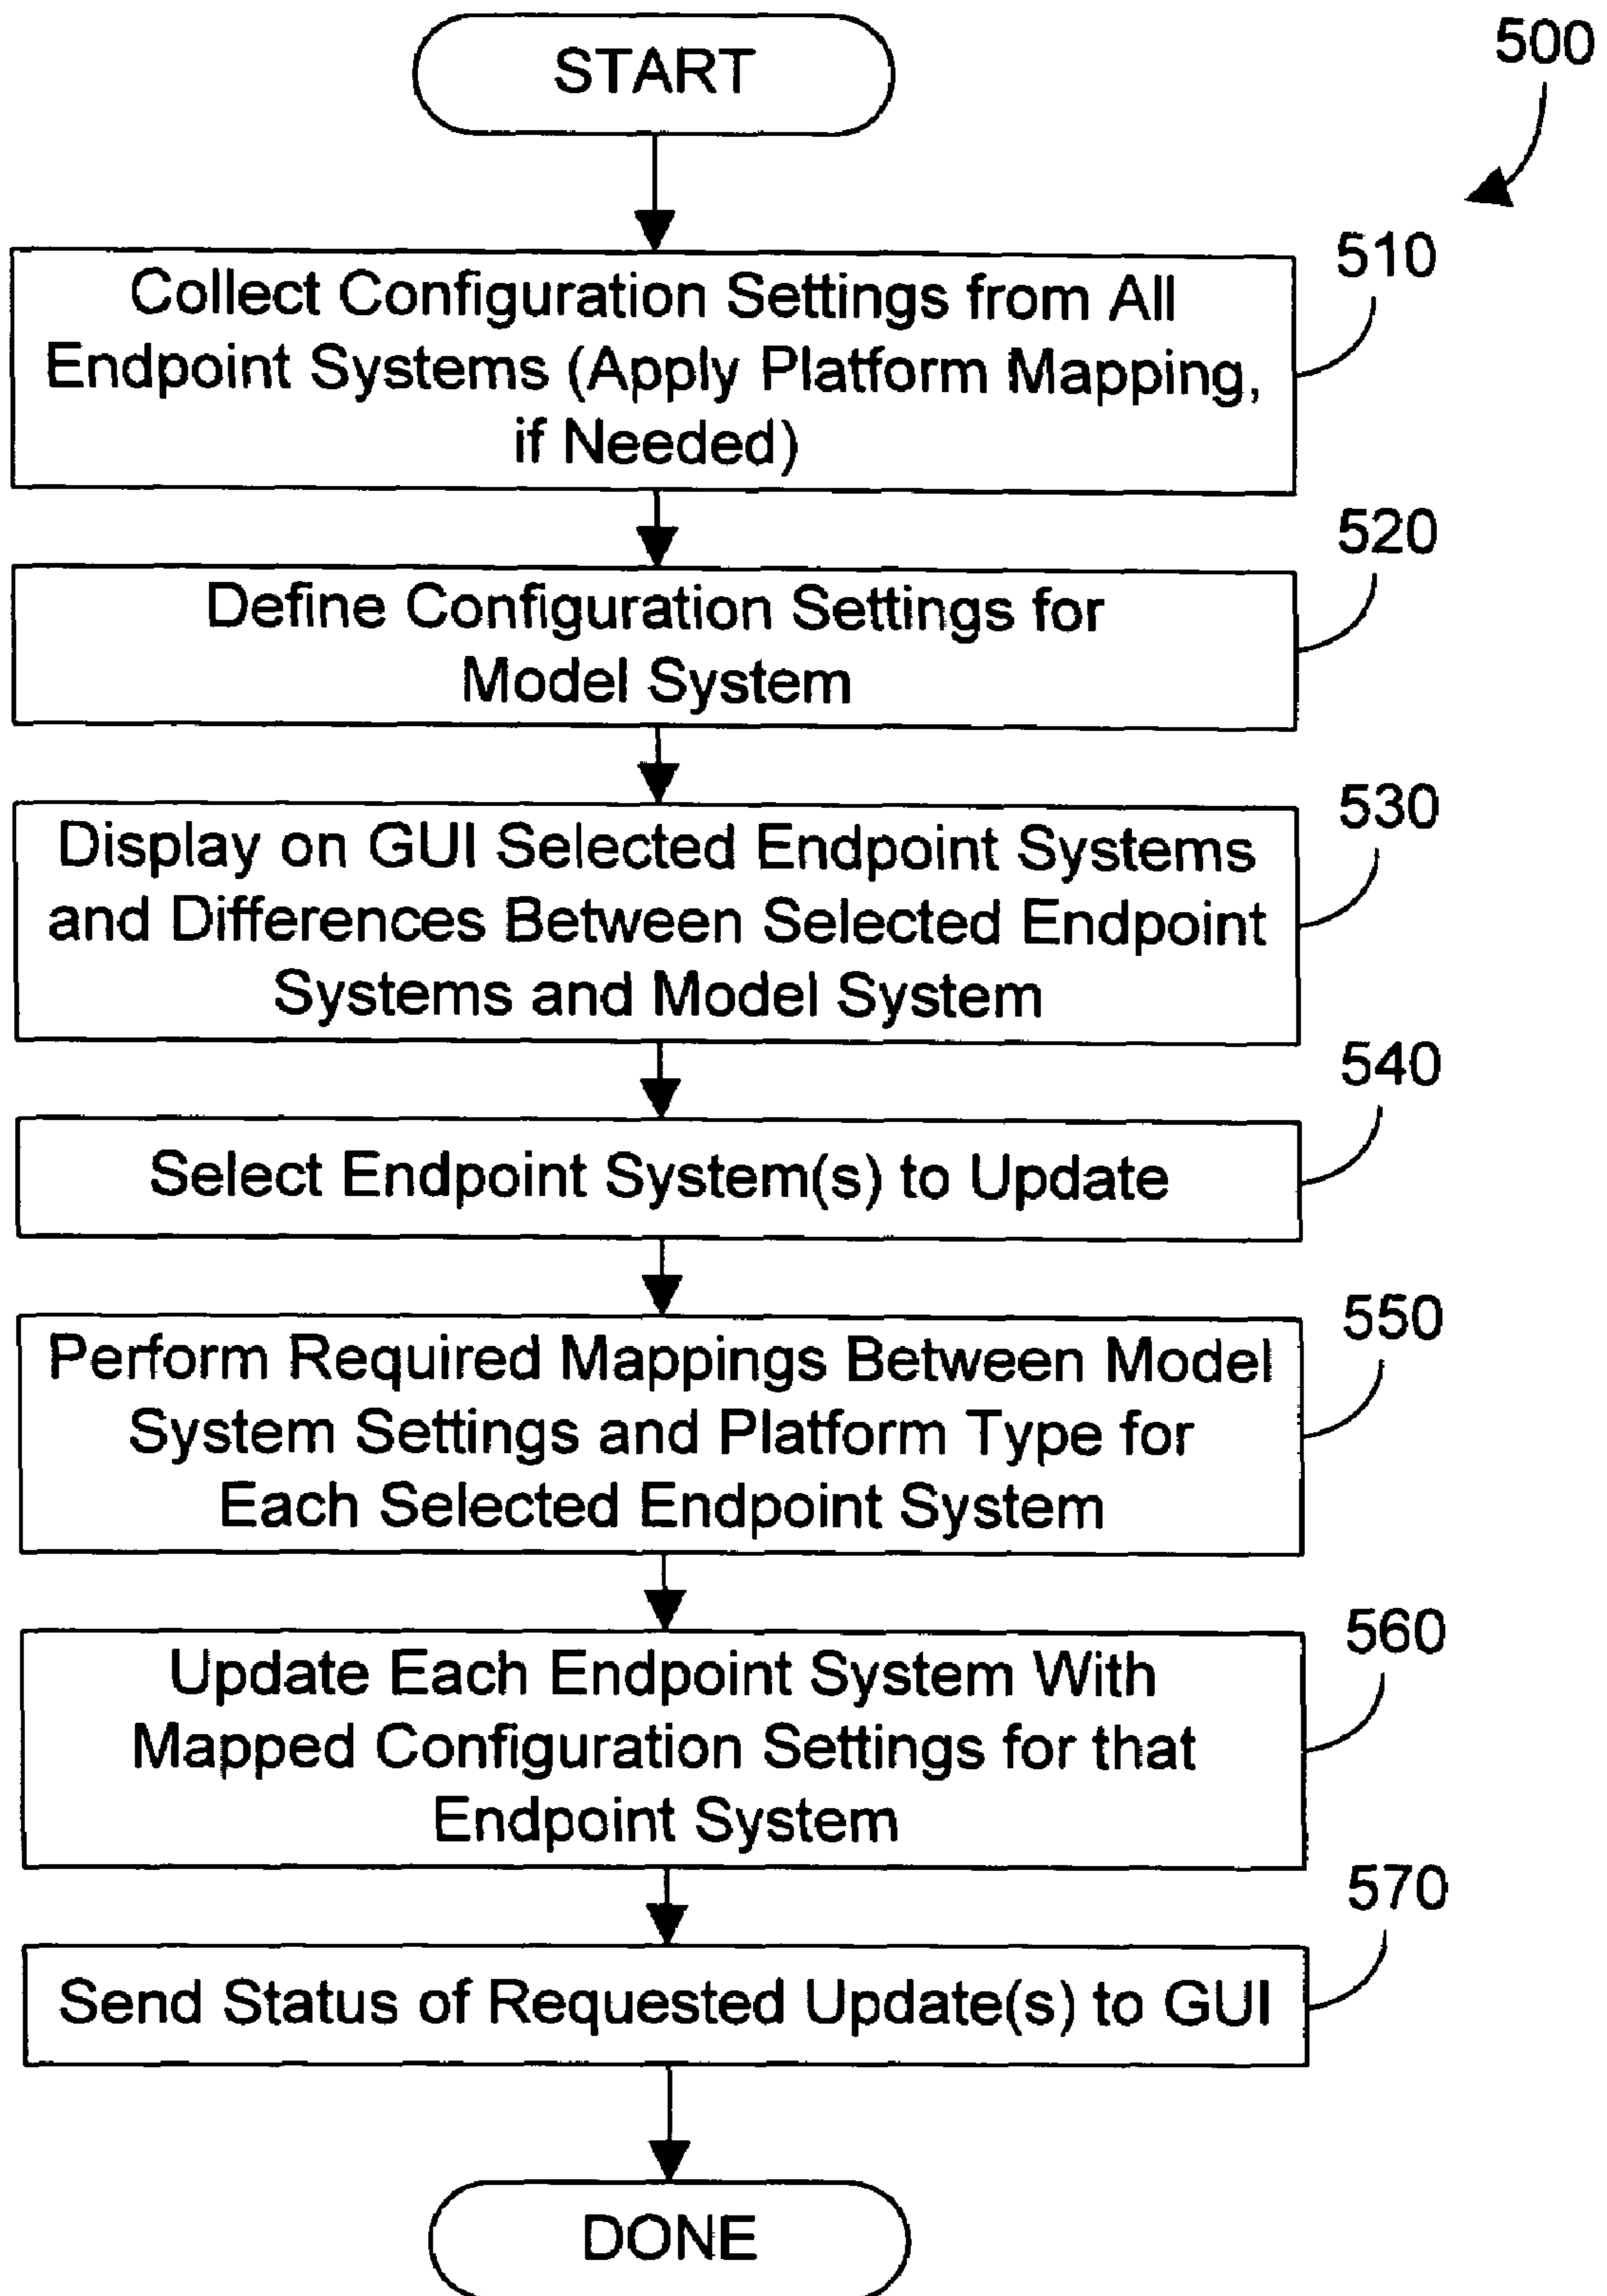 START
500
510
Collect Configuration Settings from All
Endpoint Systems (Apply Platform Mapping,
if Needed)
520
Define Configuration Settings for
Model System
530
Display on GUI Selected Endpoint Systems
and Differences Between Selected Endpoint
Systems and Model System
540
Select Endpoint System(s) to Update
550
Perform Required Mappings Between Model
System Settings and Platform Type for
Each Selected Endpoint System
560
Update Each Endpoint System With
Mapped Configuration Settings for that
Endpoint System
570
Send Status of Requested Update(s) to GUI
DONE